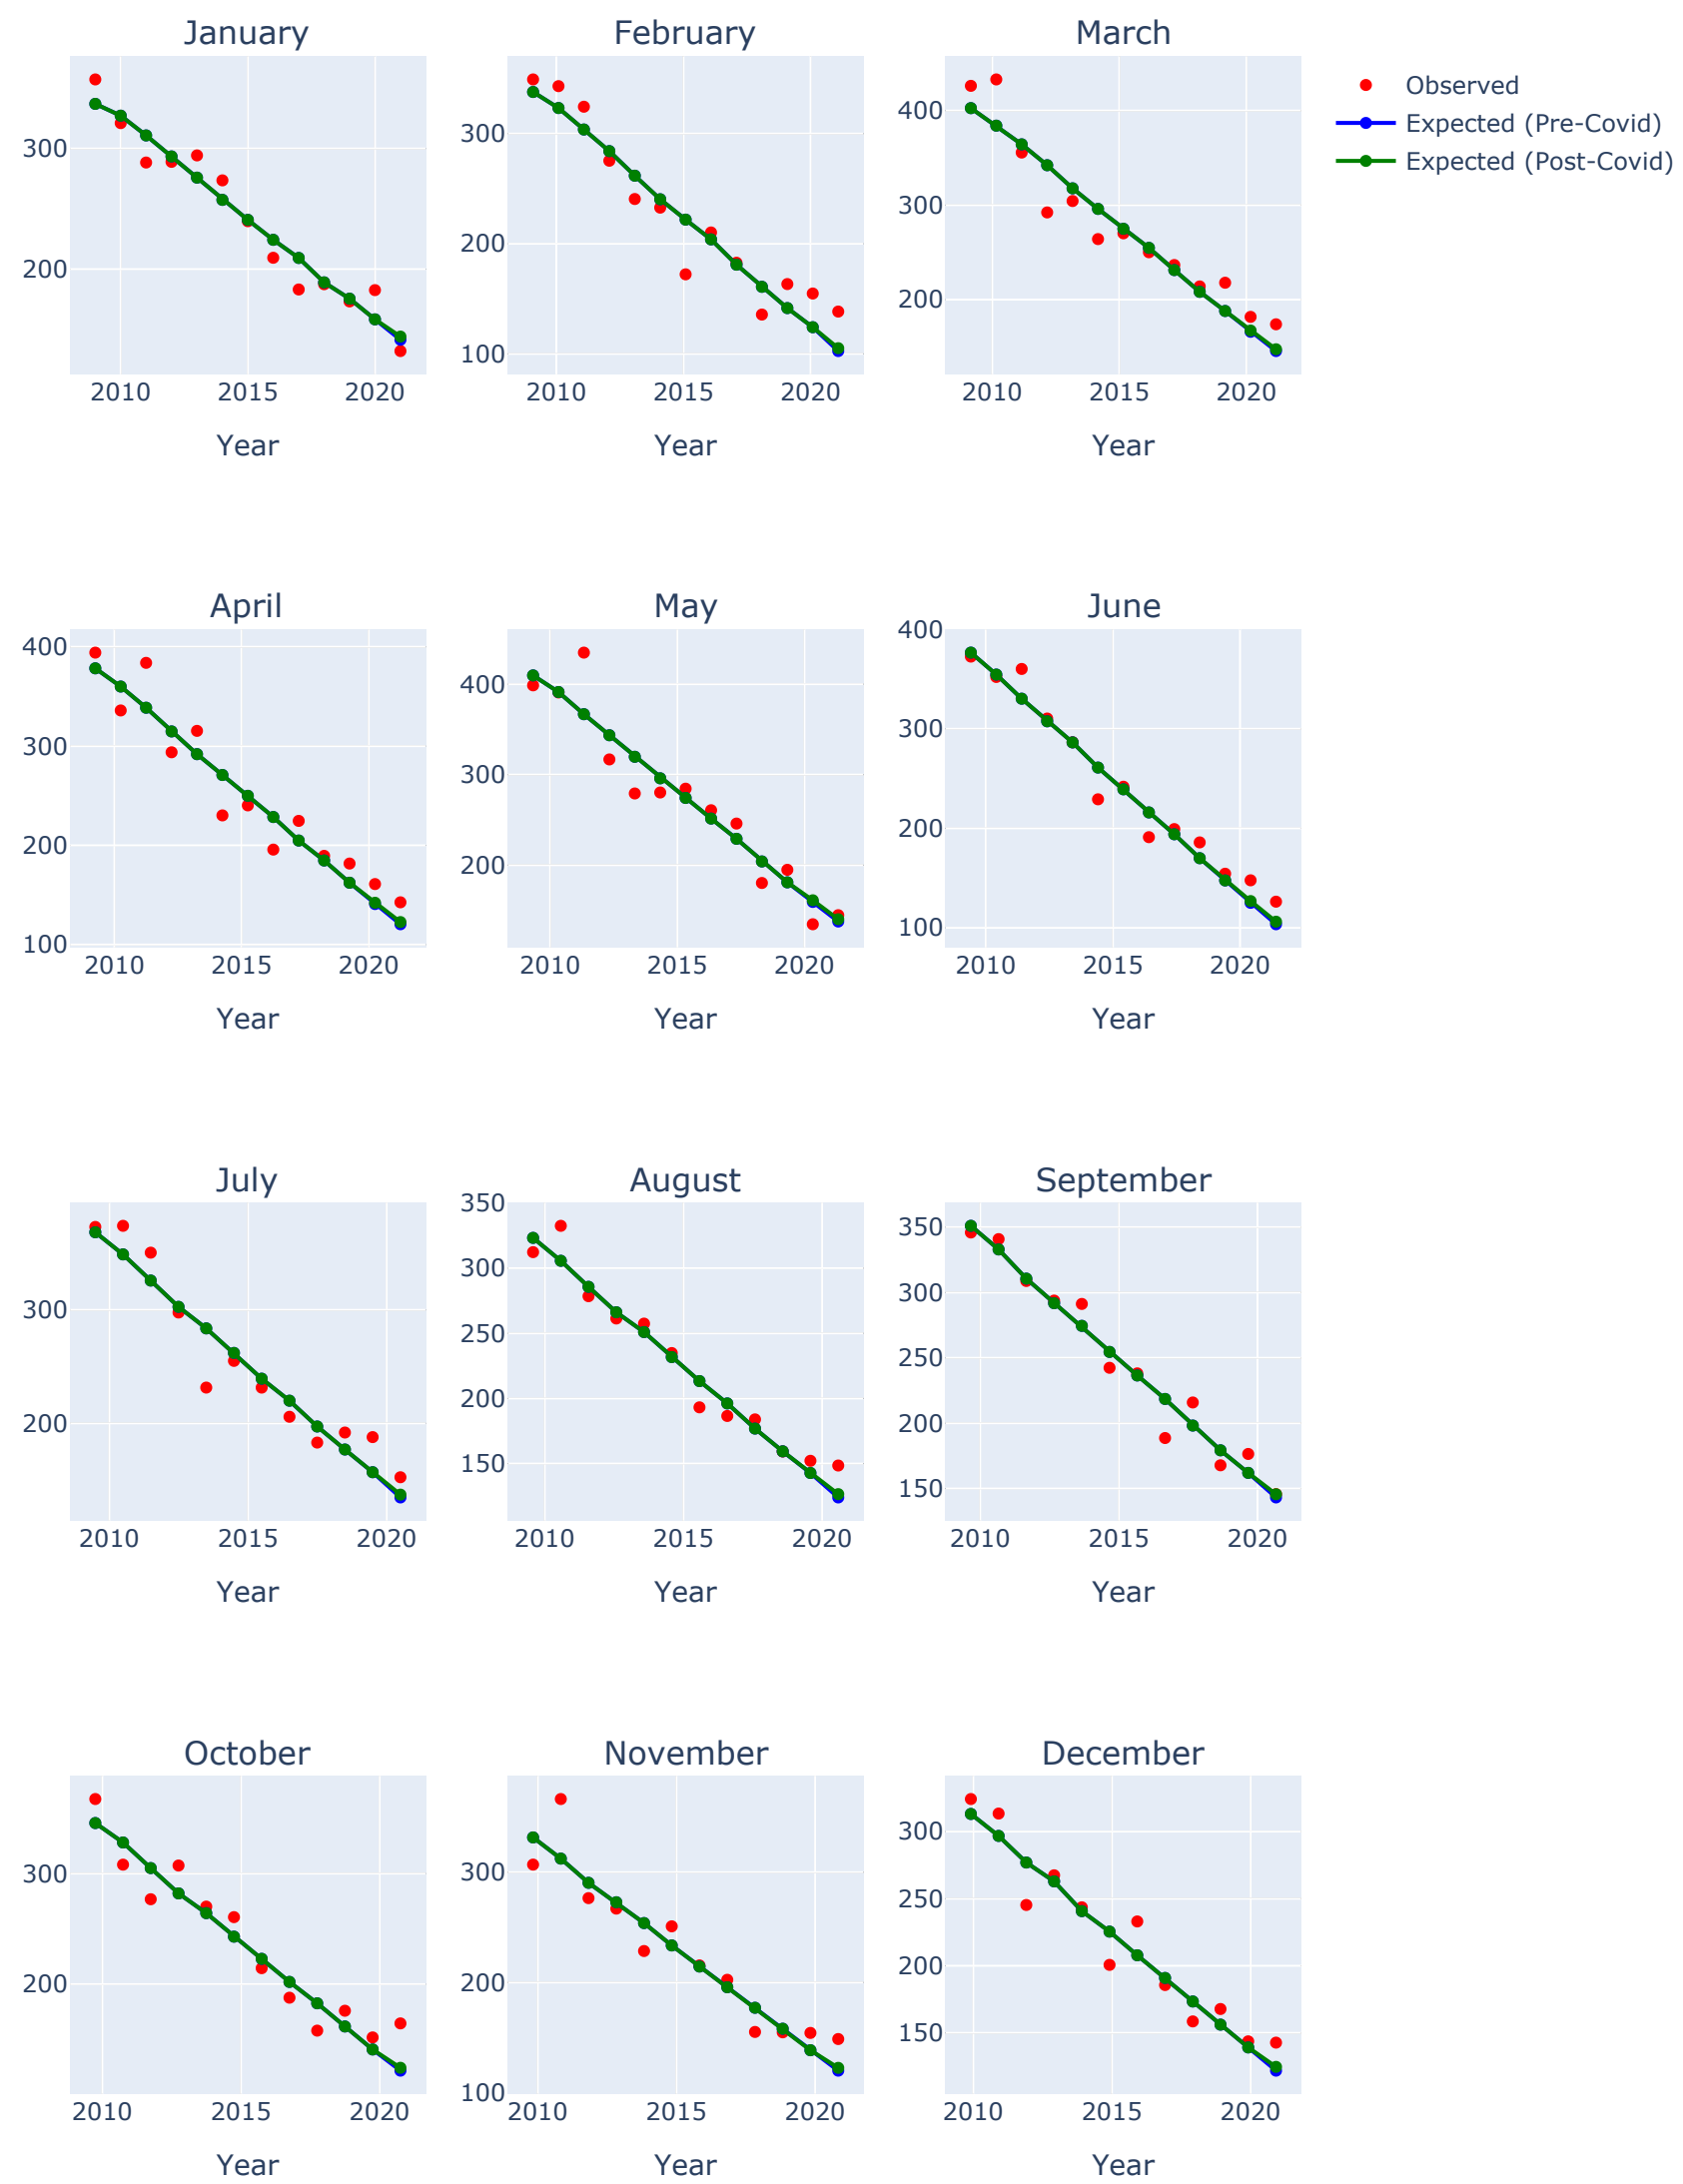 January
February
March
Observed
Expected (Pre-Covid)
Expected (Post-Covid)
300
200
2010
2015
2020
Year
300
200
100
2010
2015
2020
Year
400
300
200
2010
2015
2020
Year
April
May
June
400
300
200
100
2010
2015
2020
Year
400
300
200
2010
2015
2020
Year
400
300
200
100
2010
2015
2020
Year
July
August
September
300
200
2010
2015
2020
Year
350
300
250
200
150
2010
2015
2020
Year
350
300
250
200
150
2010
2015
2020
Year
October
November
December
300
200
2010
2015
2020
Year
300
200
100
2010
2015
2020
Year
300
250
200
150
2010
2015
2020
Year